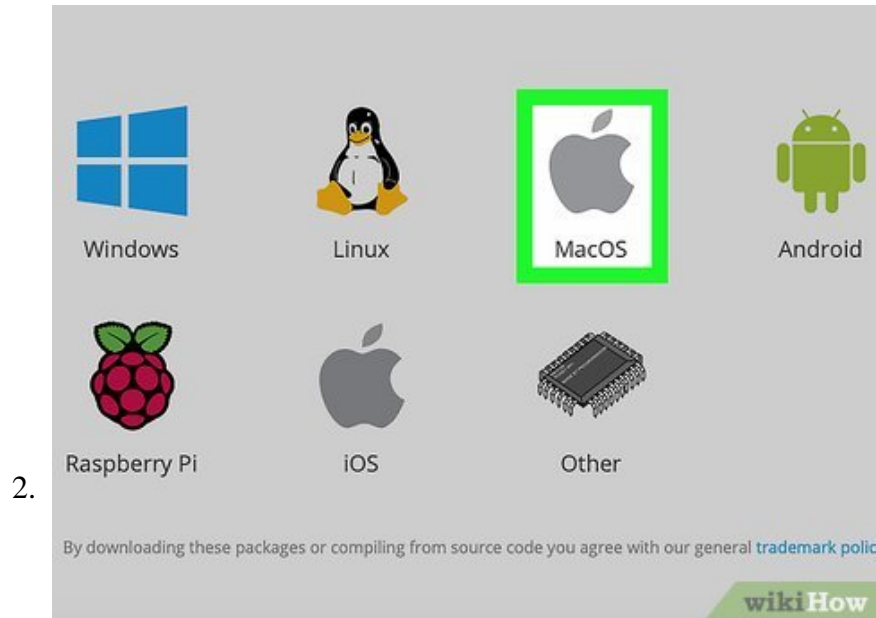 Windows Linux MacOS Android
Raspberry Pi iOS Other
2.
By downloading these packages or compiling from source code you agree with our general trademark polic
wikiHow